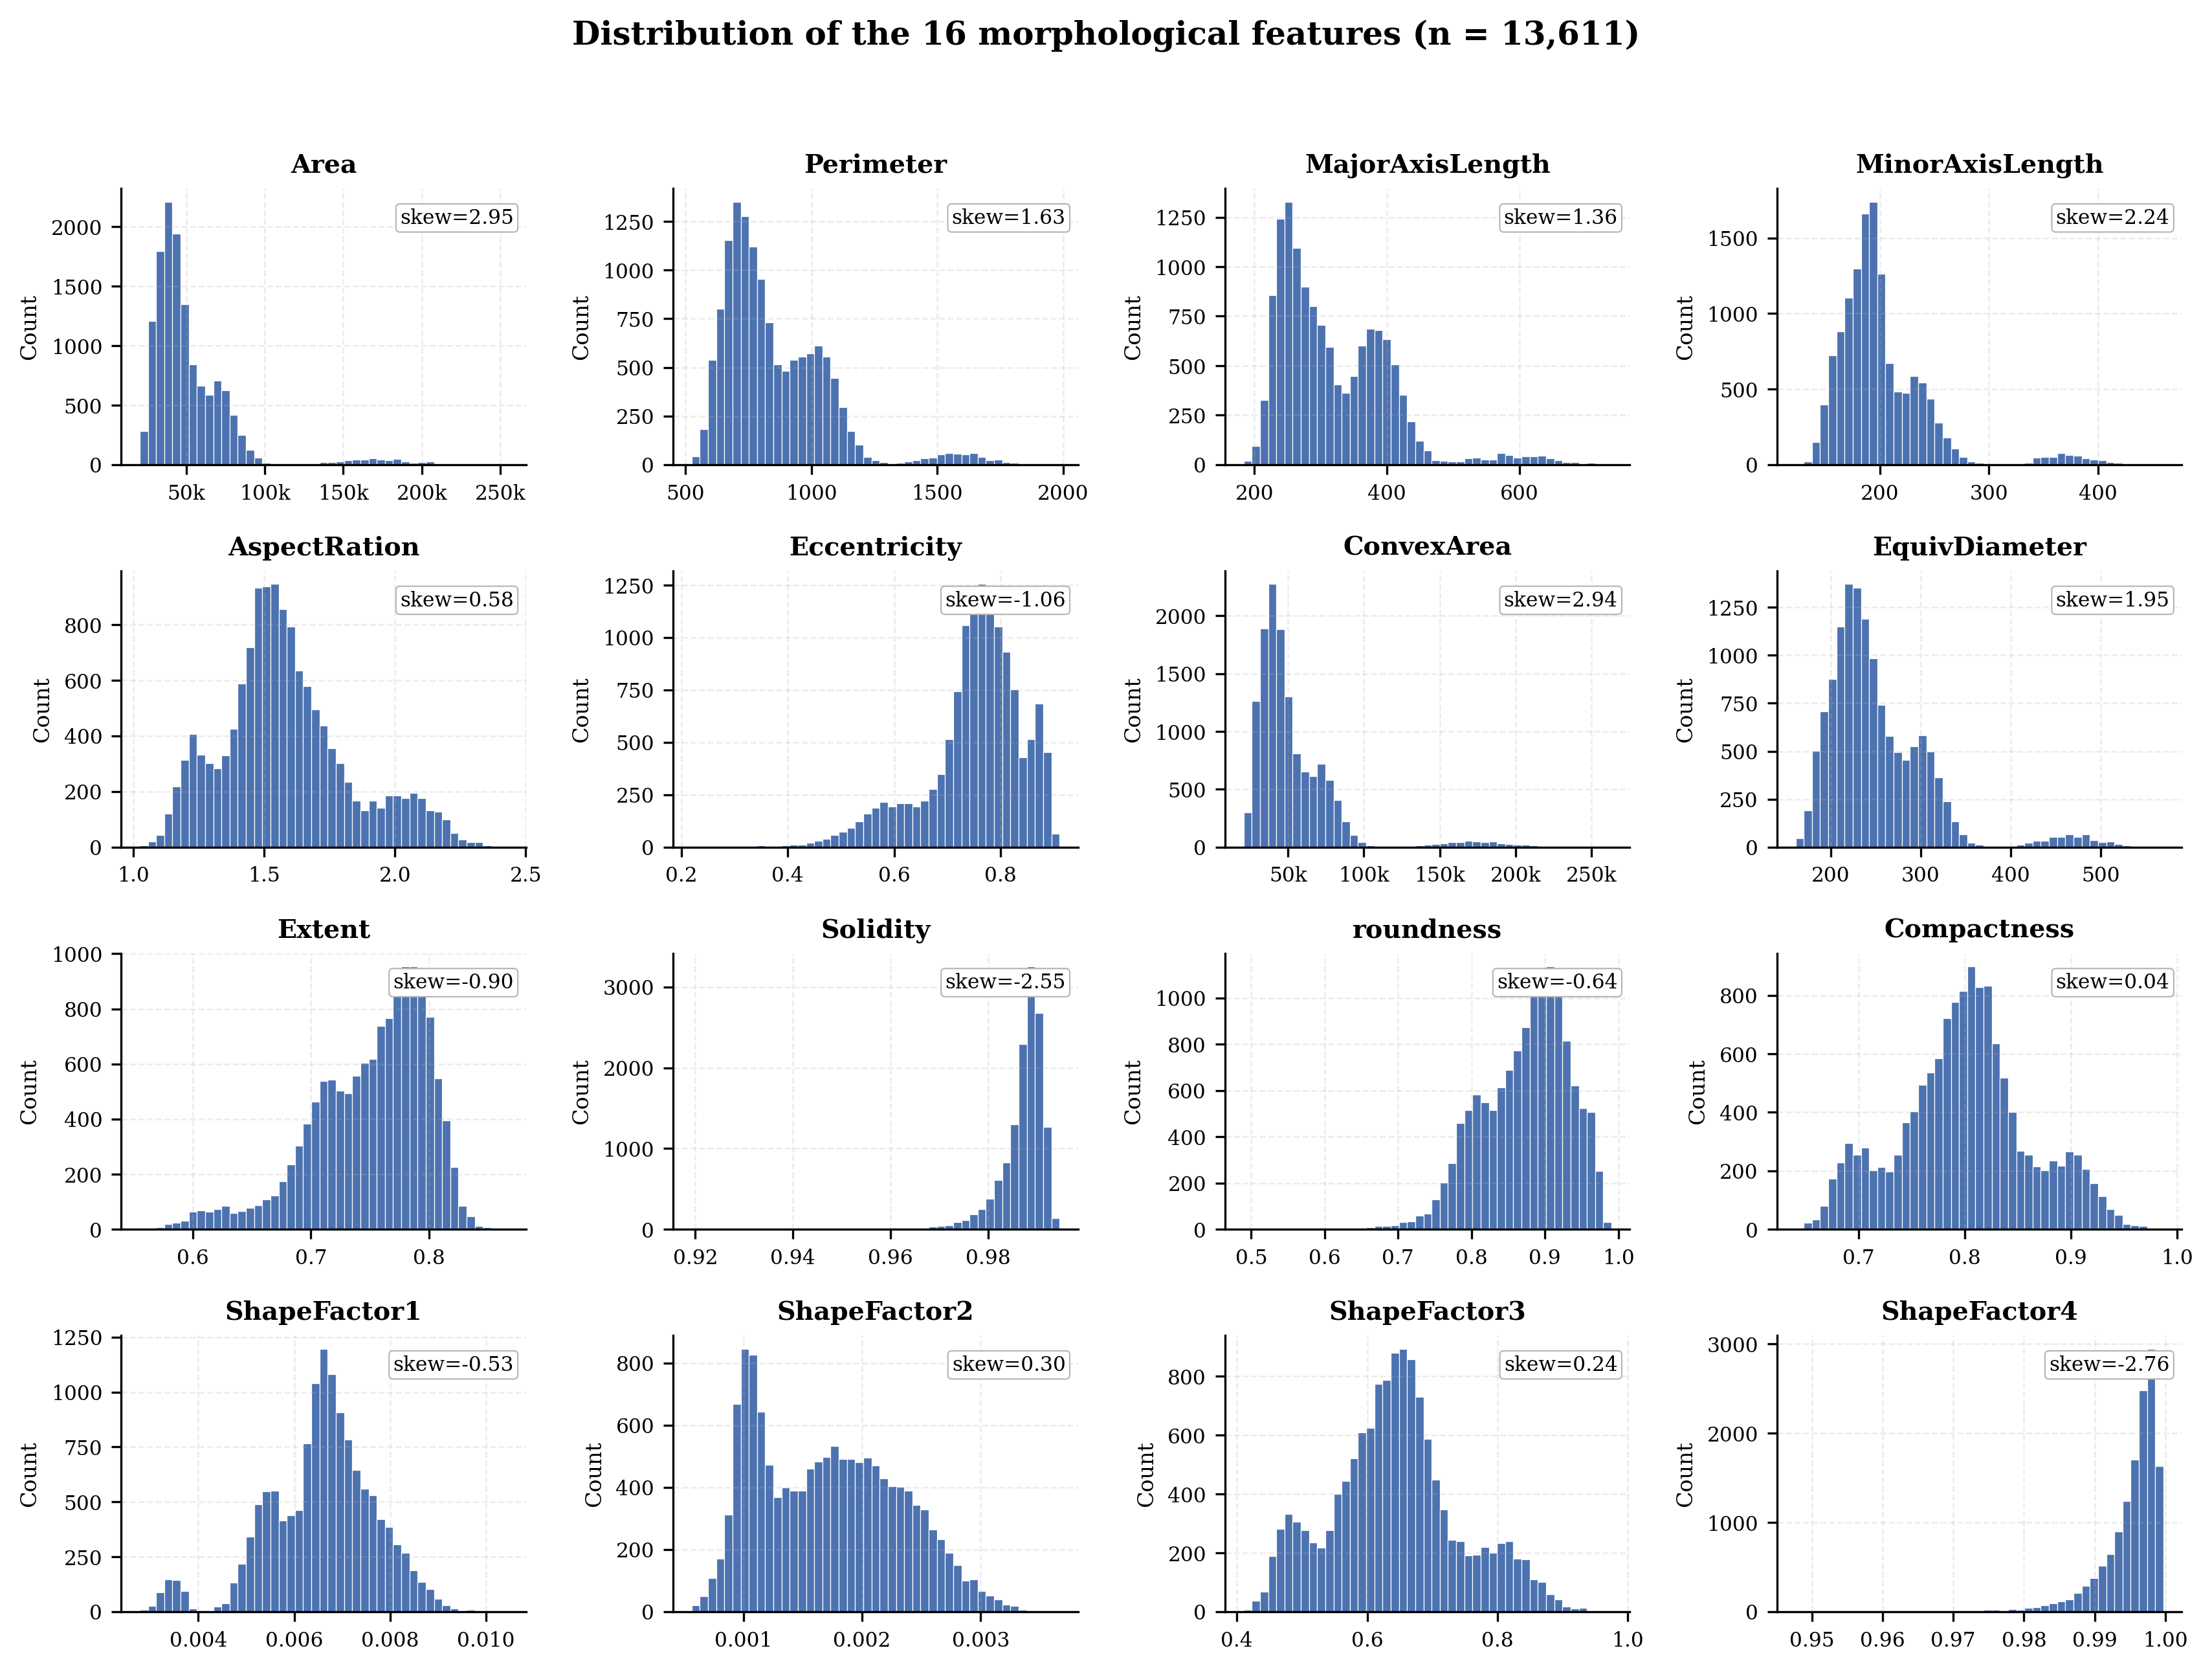 Distribution of the 16 morphological features (n = 13,611)
Area
skew=2.95
Count
0
500
1000
1500
2000
50k 100k 150k 200k 250k
Perimeter
skew=1.63
Count
0
250
500
750
1000
1250
500 1000 1500 2000
MajorAxisLength
skew=1.36
Count
0
250
500
750
1000
1250
200 400 600
MinorAxisLength
skew=2.24
Count
0
500
1000
1500
200 300 400
AspectRation
skew=0.58
Count
0
200
400
600
800
1.0 1.5 2.0 2.5
Eccentricity
skew=-1.06
Count
0
250
500
750
1000
1250
0.2 0.4 0.6 0.8
ConvexArea
skew=2.94
Count
0
500
1000
1500
2000
50k 100k 150k 200k 250k
EquivDiameter
skew=1.95
Count
0
250
500
750
1000
1250
200 300 400 500
Extent
skew=-0.90
Count
0
200
400
600
800
1000
0.6 0.7 0.8
Solidity
skew=-2.55
Count
0
1000
2000
3000
0.92 0.94 0.96 0.98
roundness
skew=-0.64
Count
0
200
400
600
800
1000
0.5 0.6 0.7 0.8 0.9 1.0
Compactness
skew=0.04
Count
0
200
400
600
800
0.7 0.8 0.9 1.0
ShapeFactor1
skew=-0.53
Count
0
250
500
750
1000
1250
0.004 0.006 0.008 0.010
ShapeFactor2
skew=0.30
Count
0
200
400
600
800
0.001 0.002 0.003
ShapeFactor3
skew=0.24
Count
0
200
400
600
800
0.4 0.6 0.8 1.0
ShapeFactor4
skew=-2.76
Count
0
1000
2000
3000
0.95 0.96 0.97 0.98 0.99 1.00